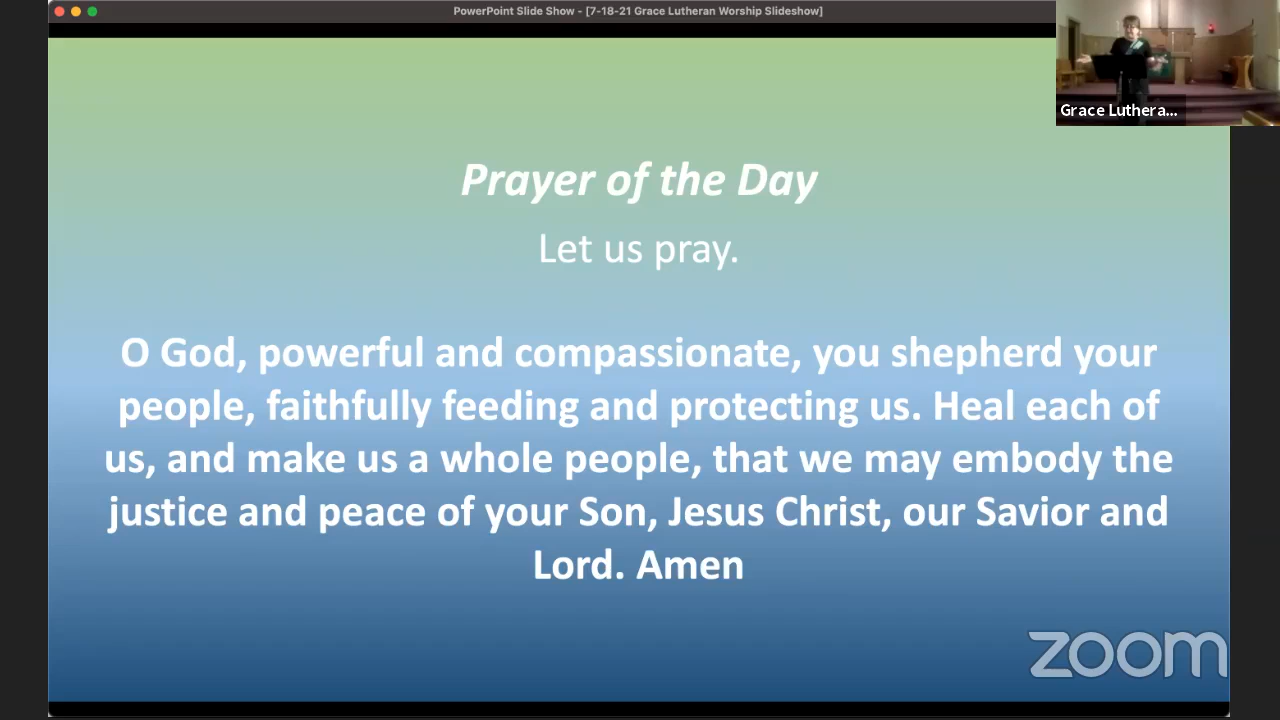 PowerPoint Slide Show - [7-18-21 Grace Lutheran Worship Slideshow]
Grace Luthera...
Prayer of the Day
Let us pray.
O God, powerful and compassionate, you shepherd your
people, faithfully feeding and protecting us. Heal each of
us, and make us a whole people, that we may embody the
justice and peace of your Son, Jesus Christ, our Savior and
Lord. Amen
zoom